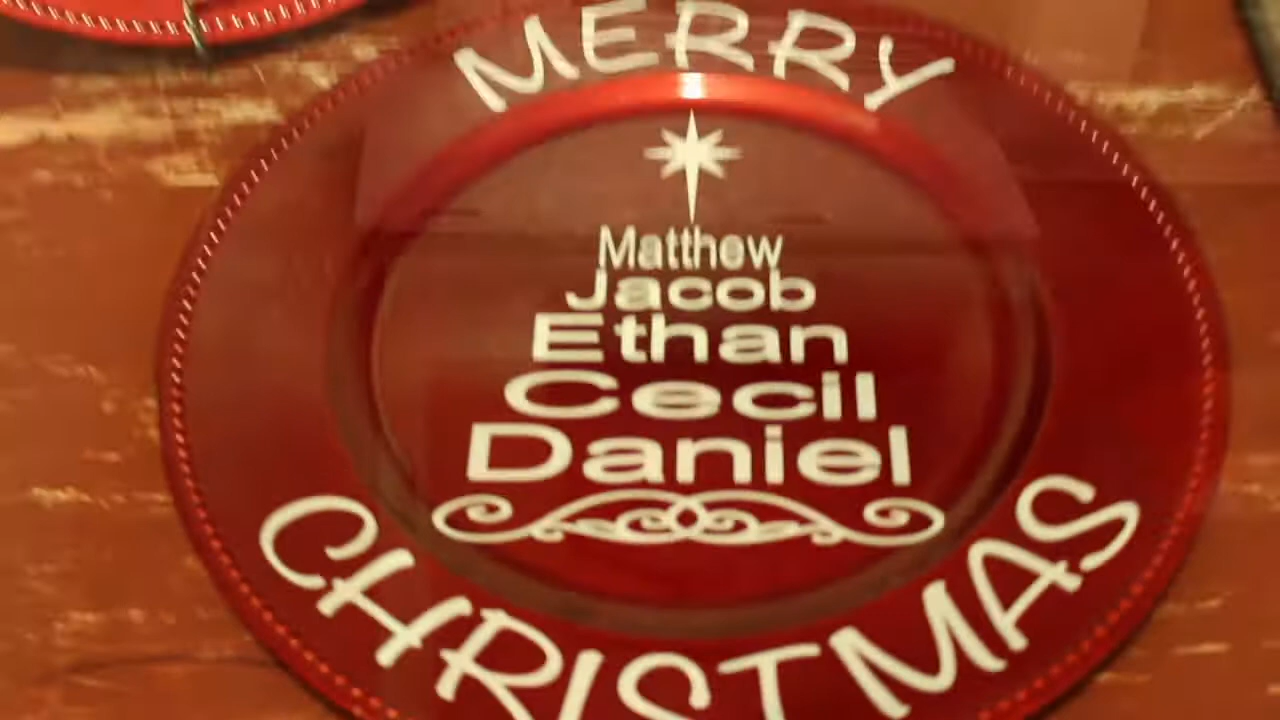 MERRY
Matthew
Jacob
Ethan
Cecil
Daniel
CHRISTMAS